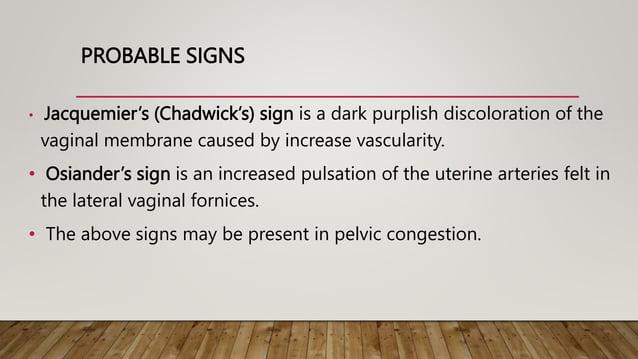 PROBABLE SIGNS
• Jacquemier’s (Chadwick’s) sign is a dark purplish discoloration of the
vaginal membrane caused by increase vascularity.
• Osiander’s sign is an increased pulsation of the uterine arteries felt in
the lateral vaginal fornices.
• The above signs may be present in pelvic congestion.